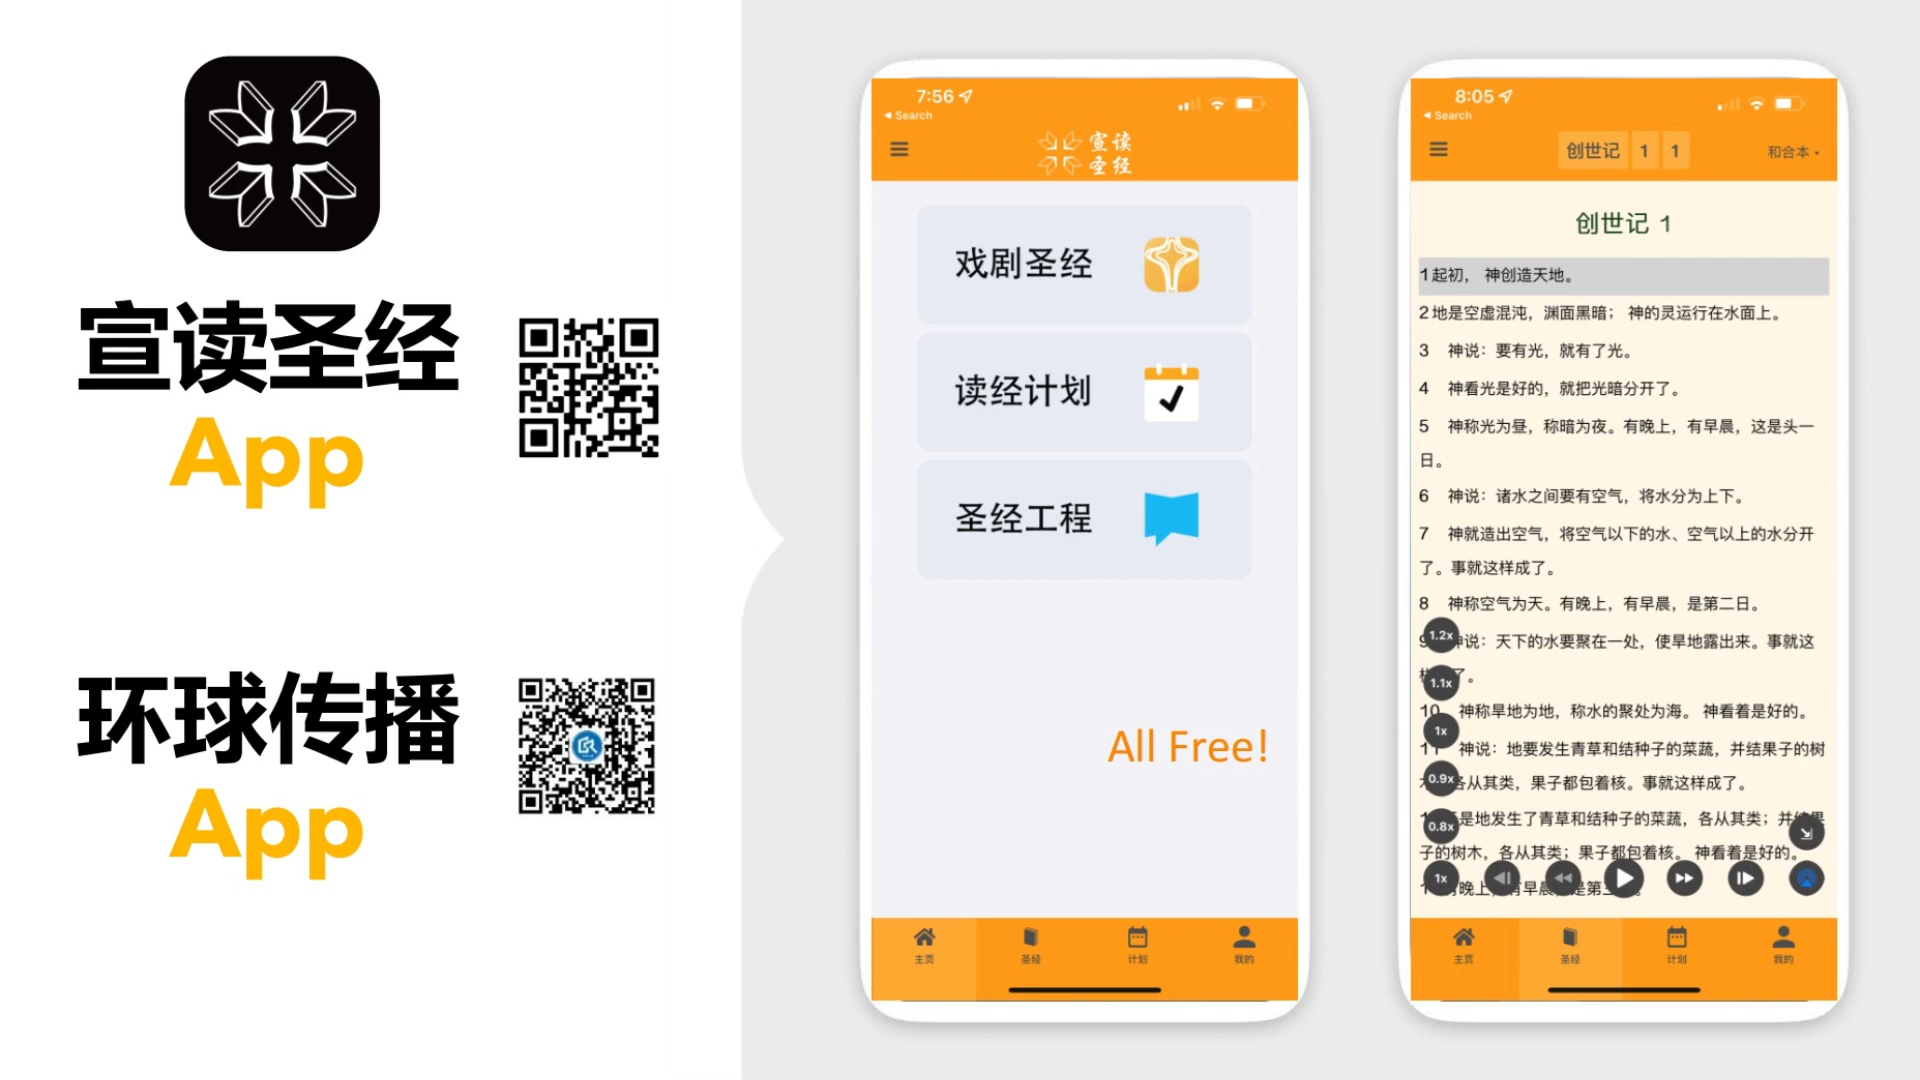 宣读圣经
App
环球传播
App
7:56
Search
宣读
圣经
戏剧圣经
读经计划
圣经工程
All Free!
主页
圣经
计划
我的
8:05
Search
创世记 1 1
和合本
创世记 1
1起初， 神创造天地。
2地是空虚混沌，渊面黑暗； 神的灵运行在水面上。
3 神说：要有光，就有了光。
4 神看光是好的，就把光暗分开了。
5 神称光为昼，称暗为夜。有晚上，有早晨，这是头一
日。
6 神说：诸水之间要有空气，将水分为上下。
7 神就造出空气，将空气以下的水、空气以上的水分开
了。事就这样成了。
8 神称空气为天。有晚上，有早晨，是第二日。
9 神说：天下的水要聚在一处，使旱地露出来。事就这
1.2x
了。
1.1x
10 神称旱地为地，称水的聚处为海。 神看着是好的。
1x
11 神说：地要发生青草和结种子的菜蔬，并结果子的树
0.9x
各从其类，果子都包着核。事就这样成了。
是地发生了青草和结种子的菜蔬，各从其类；并结果
0.8x
子的树木，各从其类；果子都包着核。 神看着是好的。
1x
有晚上，有早晨，是第三
主页
圣经
计划
我的